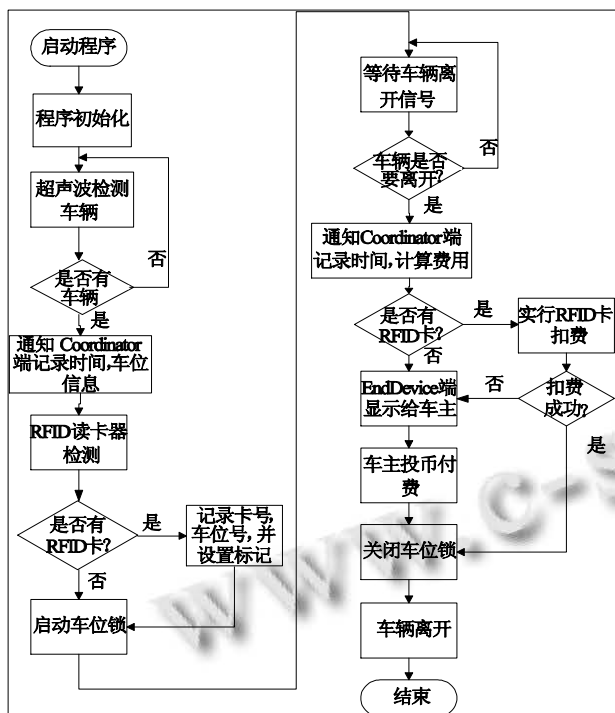 启动程序
程序初始化
超声波检测
车辆
否
是否有
车辆
是
通知 Coordinator
端记录时间,车位
信息
RFID读卡器
检测
是否有
RFID卡?
是
记录卡号,
车位号,并
设置标记
否
启动车位锁
等待车辆离
开信号
车辆是否
要离开?
否
是
通知Coordinator端
记录时间,计算费用
是否有
RFID卡?
是
实行RFID卡
扣费
否
EndDevice端
显示给车主
否
扣费
成功?
是
车主投币付
费
关闭车位锁
车辆离开
结束
www.c-s